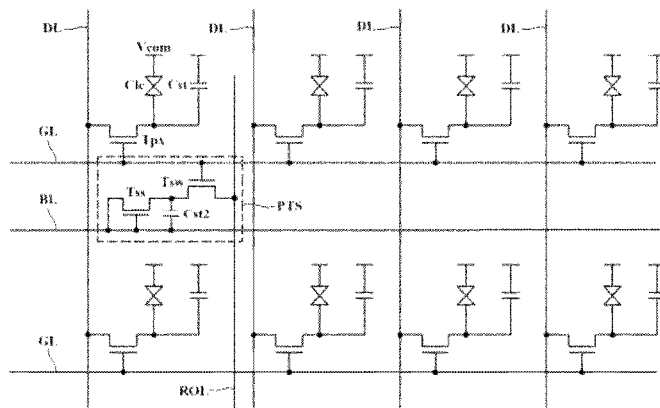 DL DL DL DL
Vcom
Clc Cst
GL Tpx
Tsw
Tss
BL Cst2 PTS
GL
ROL